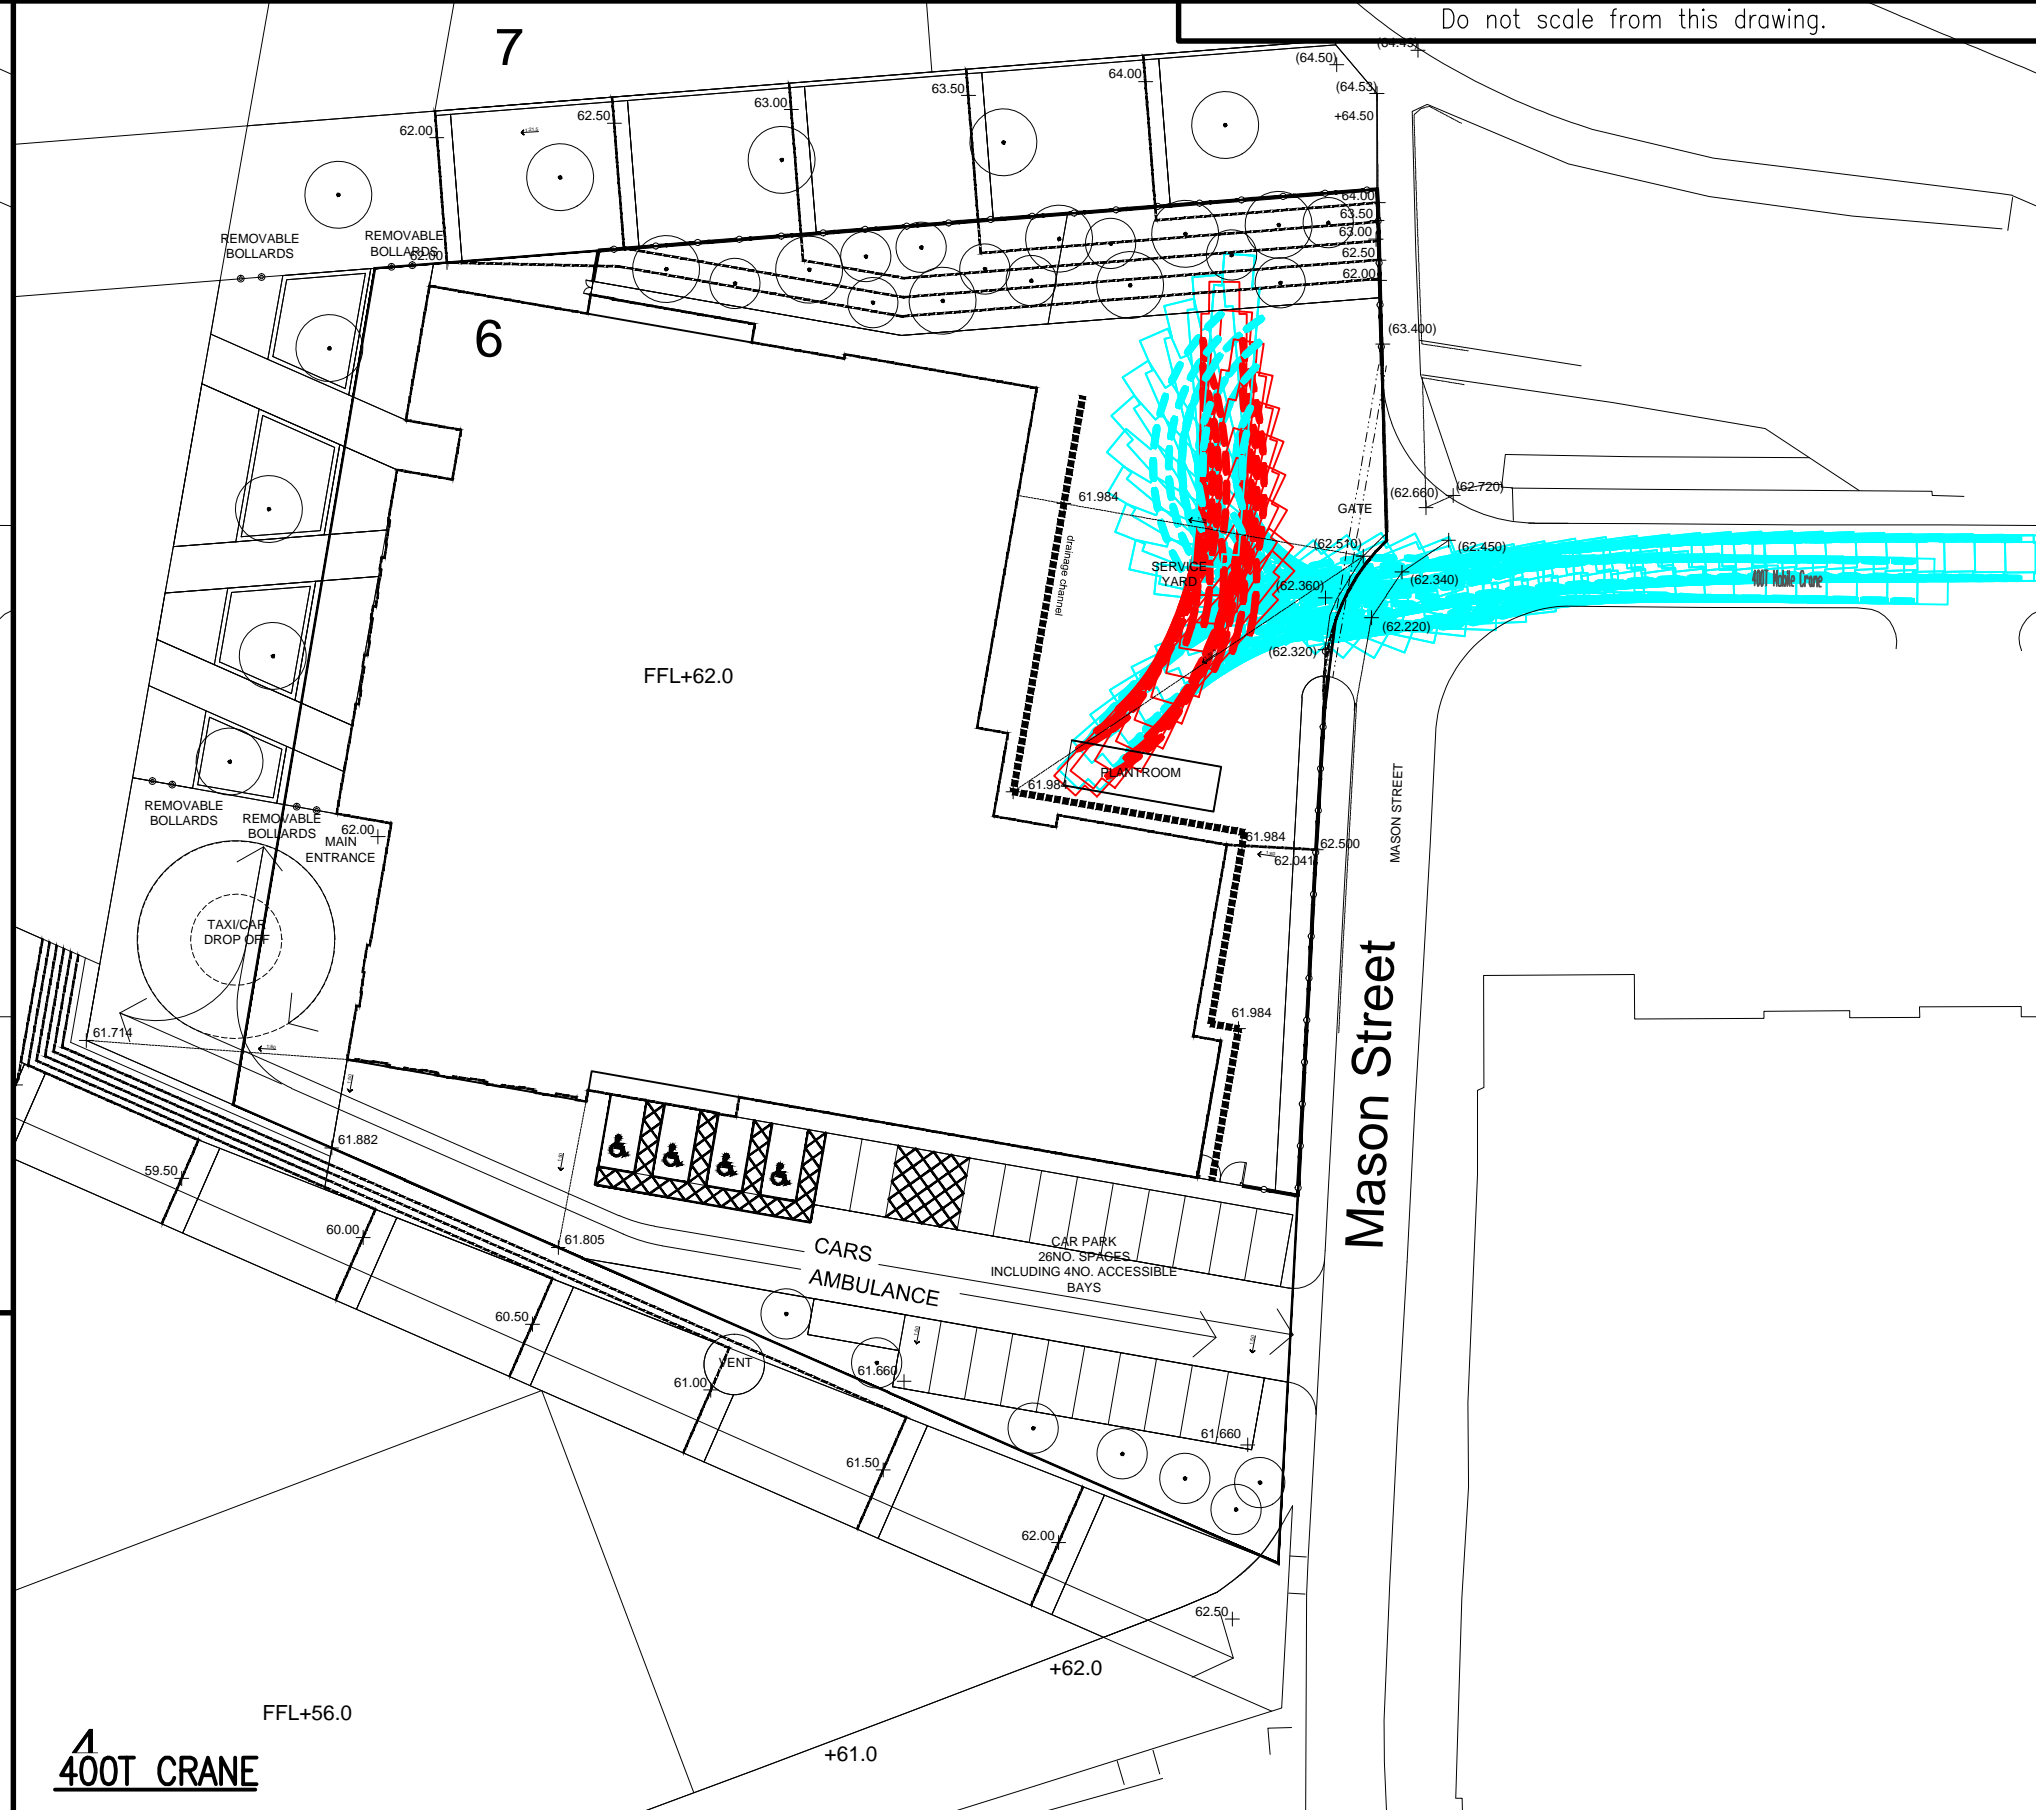 Do not scale from this drawing.
7
(64.49)
(64.50)
(64.53)
+64.50
64.00
63.50
63.00
62.50
62.00
64.00
63.50
63.00
62.50
62.00
REMOVABLE
BOLLARDS
REMOVABLE
BOLLARDS
62.00
6
(63.400)
61.984
drainage channel
GATE
(62.660)
(62.720)
(62.510)
(62.450)
SERVICE
YARD
(62.360)
(62.340)
400T Mobile Crane
(62.220)
(62.320)
FFL+62.0
PLANTROOM
61.984
REMOVABLE
BOLLARDS
REMOVABLE
BOLLARDS
62.00
MAIN
ENTRANCE
61.984
62.041
62.500
MASON STREET
TAXI/CAR
DROP OFF
61.984
61.714
Mason Street
61.882
59.50
60.00
61.805
CARS
AMBULANCE
CAR PARK
26NO. SPACES
INCLUDING 4NO. ACCESSIBLE
BAYS
60.50
VENT
61.00
61.660
61.660
61.50
62.00
62.50
+62.0
FFL+56.0
+61.0
4
400T CRANE